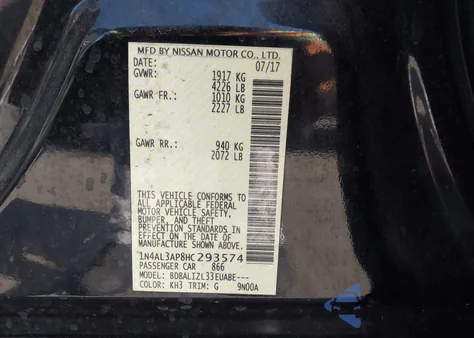 MFD BY NISSAN MOTOR CO., LTD.
DATE: 07/17
GVWR: 1917 KG
4226 LB
GAWR FR.: 1010 KG
2227 LB
GAWR RR.: 940 KG
2072 LB
THIS VEHICLE CONFORMS TO
ALL APPLICABLE FEDERAL
MOTOR VEHICLE SAFETY,
BUMPER, AND THEFT
PREVENTION STANDARDS
IN EFFECT ON THE DATE OF
MANUFACTURE SHOWN ABOVE.
1N4AL3AP8HC293574
PASSENGER CAR 866
MODEL: BDBALIZL33EUABE---
COLOR: KH3 TRIM: G 9N00A